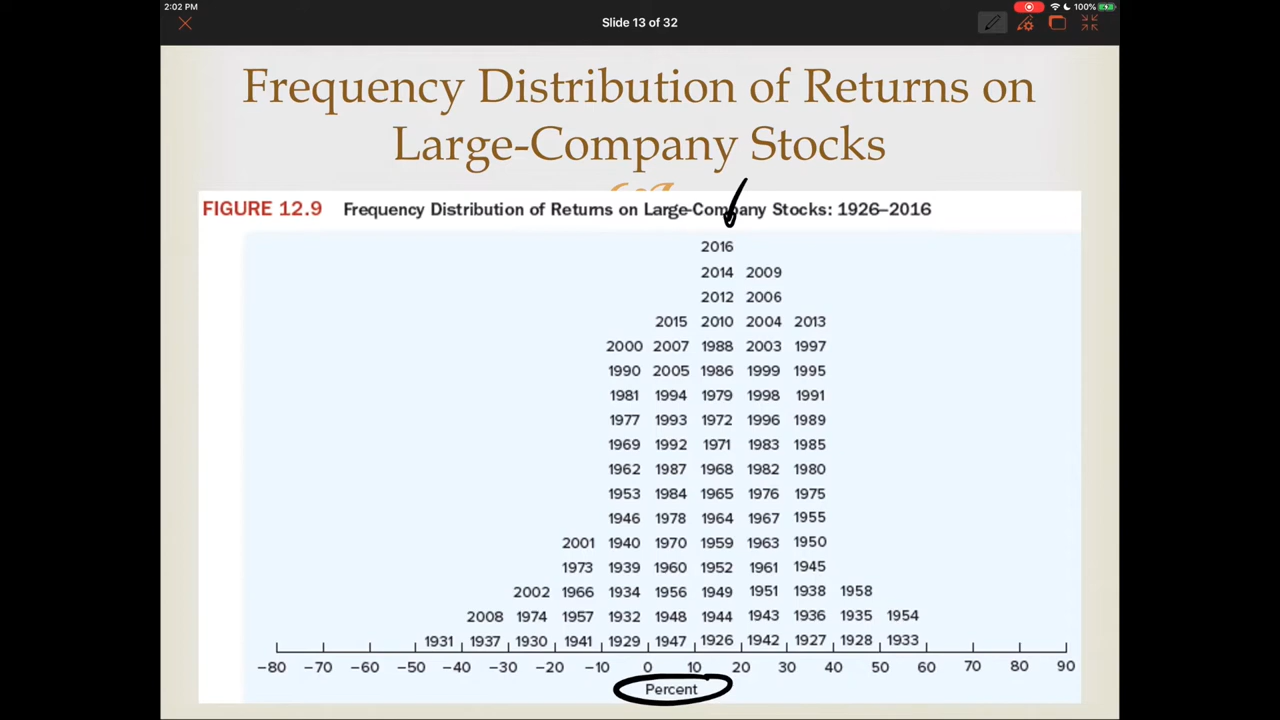 2:02 PM
Slide 13 of 32
100%
Frequency Distribution of Returns on
Large-Company Stocks
FIGURE 12.9 Frequency Distribution of Returns on Large-Company Stocks: 1926–2016
2016
2014 2009
2012 2006
2015 2010 2004 2013
2000 2007 1988 2003 1997
1990 2005 1986 1999 1995
1981 1994 1979 1998 1991
1977 1993 1972 1996 1989
1969 1992 1971 1983 1985
1962 1987 1968 1982 1980
1953 1984 1965 1976 1975
1946 1978 1964 1967 1955
2001 1940 1970 1959 1963 1950
1973 1939 1960 1952 1961 1945
2002 1966 1934 1956 1949 1951 1938 1958
2008 1974 1957 1932 1948 1944 1943 1936 1935 1954
1931 1937 1930 1941 1929 1947 1926 1942 1927 1928 1933
−80 −70 −60 −50 −40 −30 −20 −10 0 10 20 30 40 50 60 70 80 90
Percent